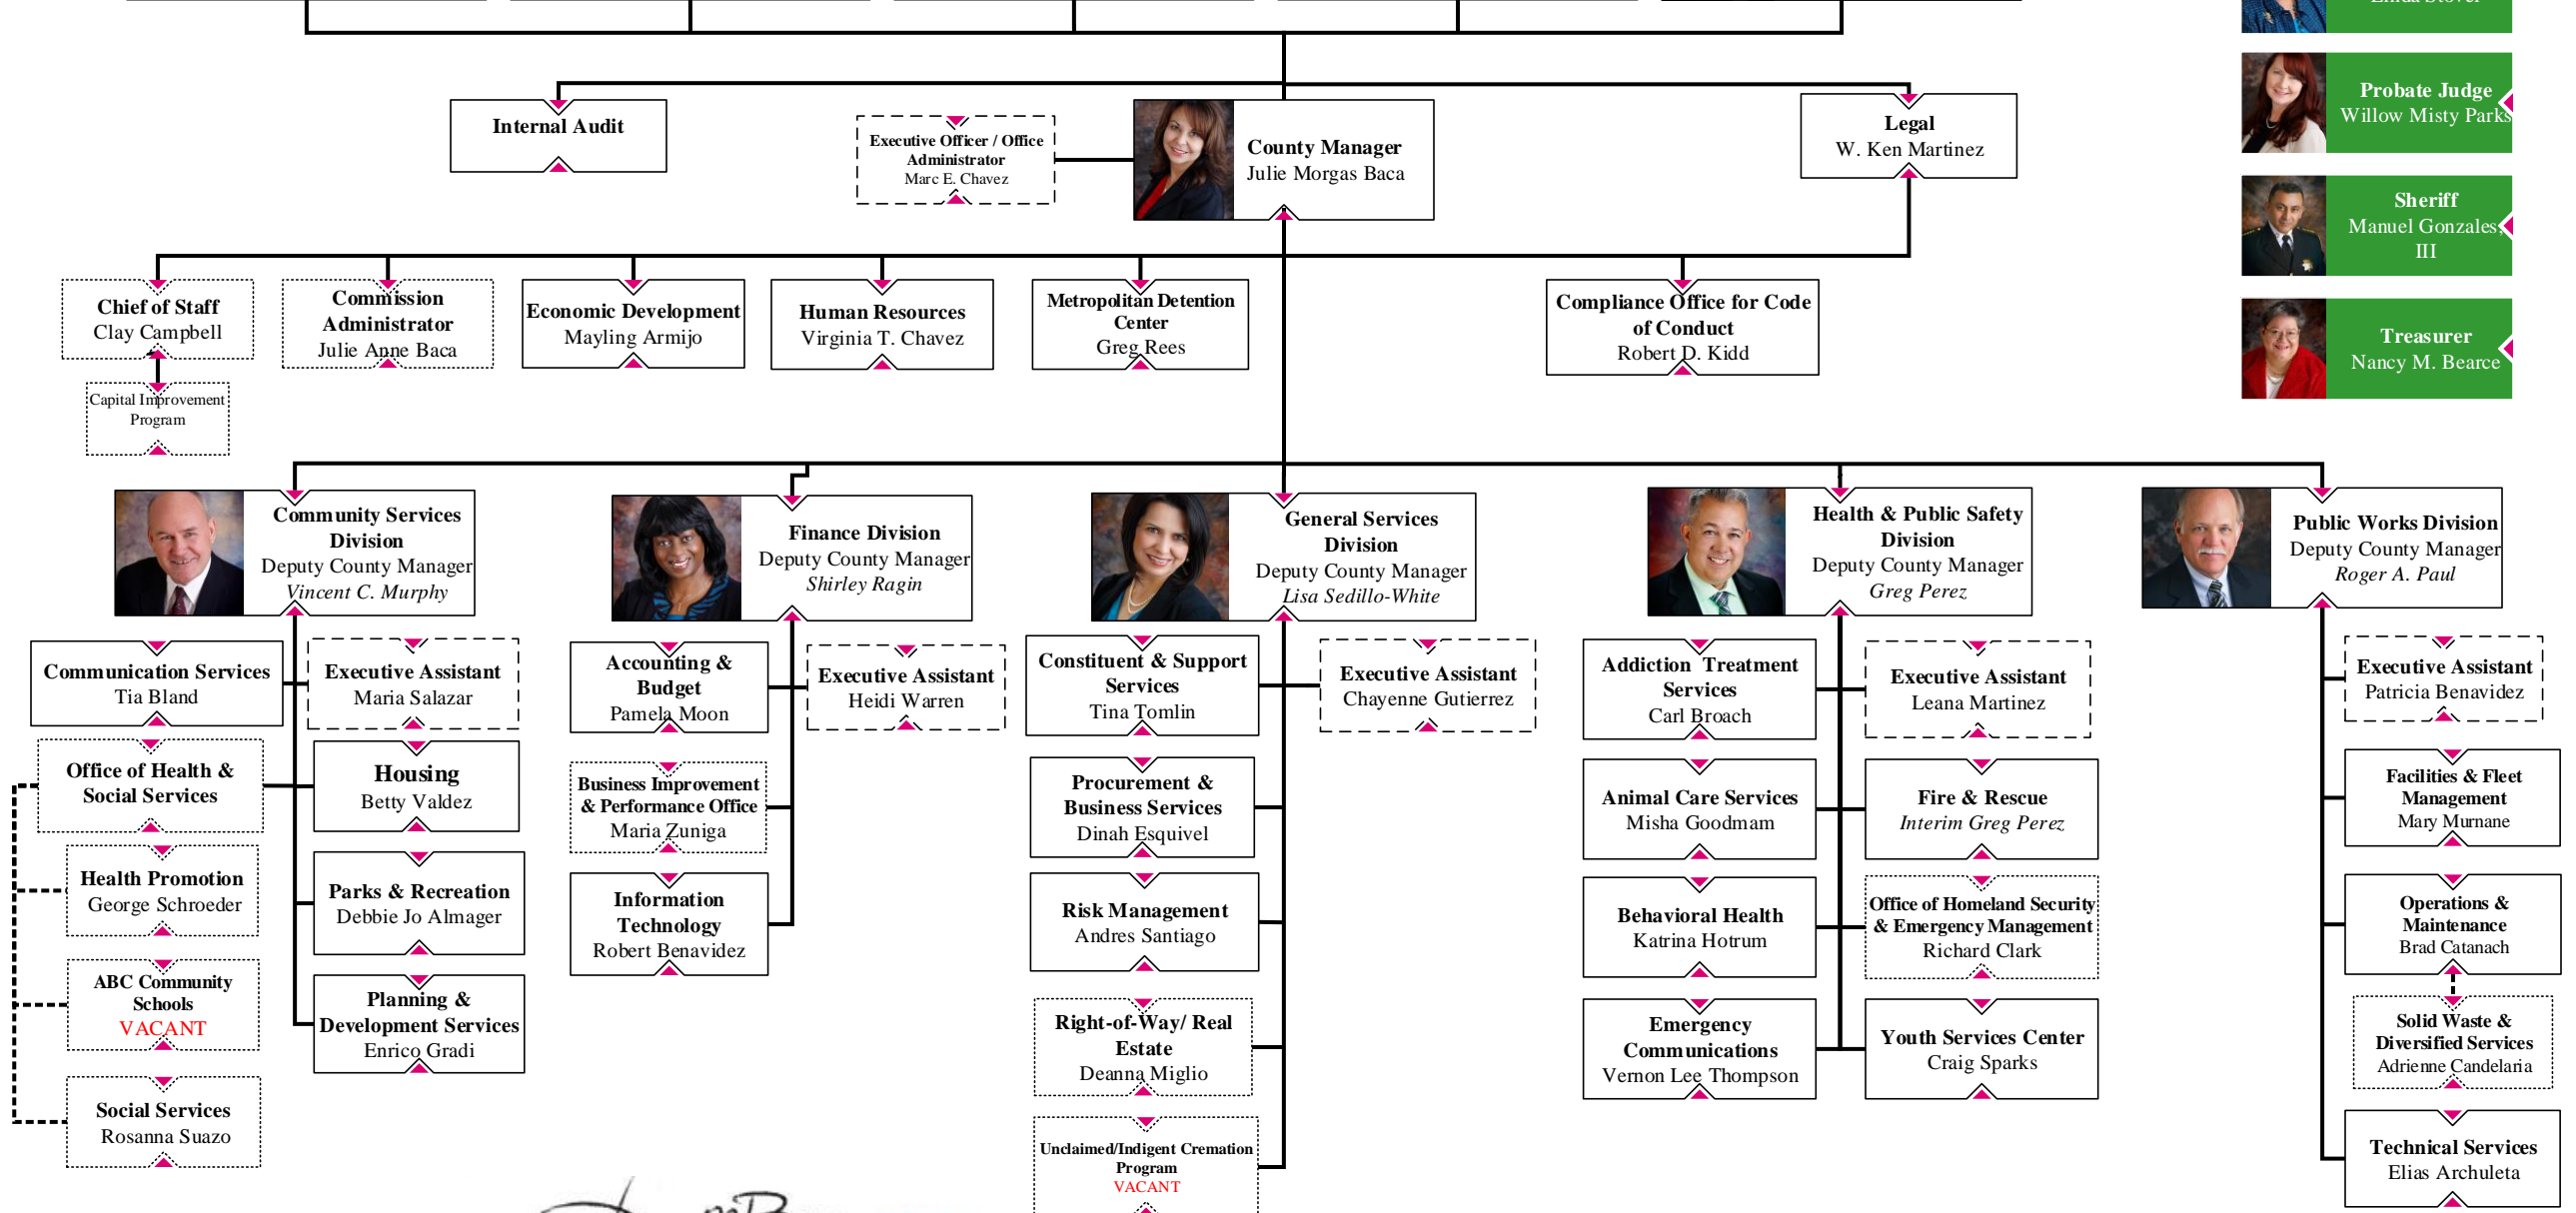 Linda Stover
Probate Judge
Willow Misty Parks
Sheriff
Manuel Gonzales,
III
Treasurer
Nancy M. Bearce
Internal Audit
Executive Officer / Office
Administrator
Marc E. Chavez
County Manager
Julie Morgas Baca
Legal
W. Ken Martinez
Chief of Staff
Clay Campbell
Capital Improvement
Program
Commission
Administrator
Julie Anne Baca
Economic Development
Mayling Armijo
Human Resources
Virginia T. Chavez
Metropolitan Detention
Center
Greg Rees
Compliance Office for Code
of Conduct
Robert D. Kidd
Community Services
Division
Deputy County Manager
Vincent C. Murphy
Communication Services
Tia Bland
Executive Assistant
Maria Salazar
Office of Health &
Social Services
Housing
Betty Valdez
Health Promotion
George Schroeder
Parks & Recreation
Debbie Jo Almager
ABC Community
Schools
VACANT
Planning &
Development Services
Enrico Gradi
Social Services
Rosanna Suazo
Finance Division
Deputy County Manager
Shirley Ragin
Accounting &
Budget
Pamela Moon
Executive Assistant
Heidi Warren
Business Improvement
& Performance Office
Maria Zuniga
Information
Technology
Robert Benavidez
General Services
Division
Deputy County Manager
Lisa Sedillo-White
Constituent & Support
Services
Tina Tomlin
Executive Assistant
Chayenne Gutierrez
Procurement &
Business Services
Dinah Esquivel
Risk Management
Andres Santiago
Right-of-Way/ Real
Estate
Deanna Miglio
Unclaimed/Indigent Cremation
Program
VACANT
Health & Public Safety
Division
Deputy County Manager
Greg Perez
Addiction Treatment
Services
Carl Broach
Executive Assistant
Leana Martinez
Animal Care Services
Misha Goodmam
Fire & Rescue
Interim Greg Perez
Behavioral Health
Katrina Hotrum
Office of Homeland Security
& Emergency Management
Richard Clark
Emergency
Communications
Vernon Lee Thompson
Youth Services Center
Craig Sparks
Public Works Division
Deputy County Manager
Roger A. Paul
Executive Assistant
Patricia Benavidez
Facilities & Fleet
Management
Mary Murnane
Operations &
Maintenance
Brad Catanach
Solid Waste &
Diversified Services
Adrienne Candelaria
Technical Services
Elias Archuleta